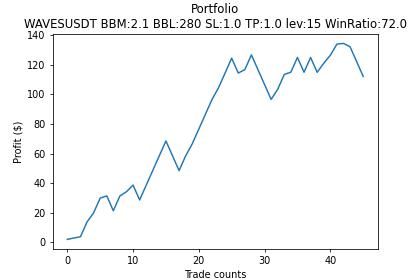 Portfolio
WAVESUSDT BBM:2.1 BBL:280 SL:1.0 TP:1.0 lev:15 WinRatio:72.0
140
120
100
80
60
40
20
0
Profit ($)
0 10 20 30 40
Trade counts